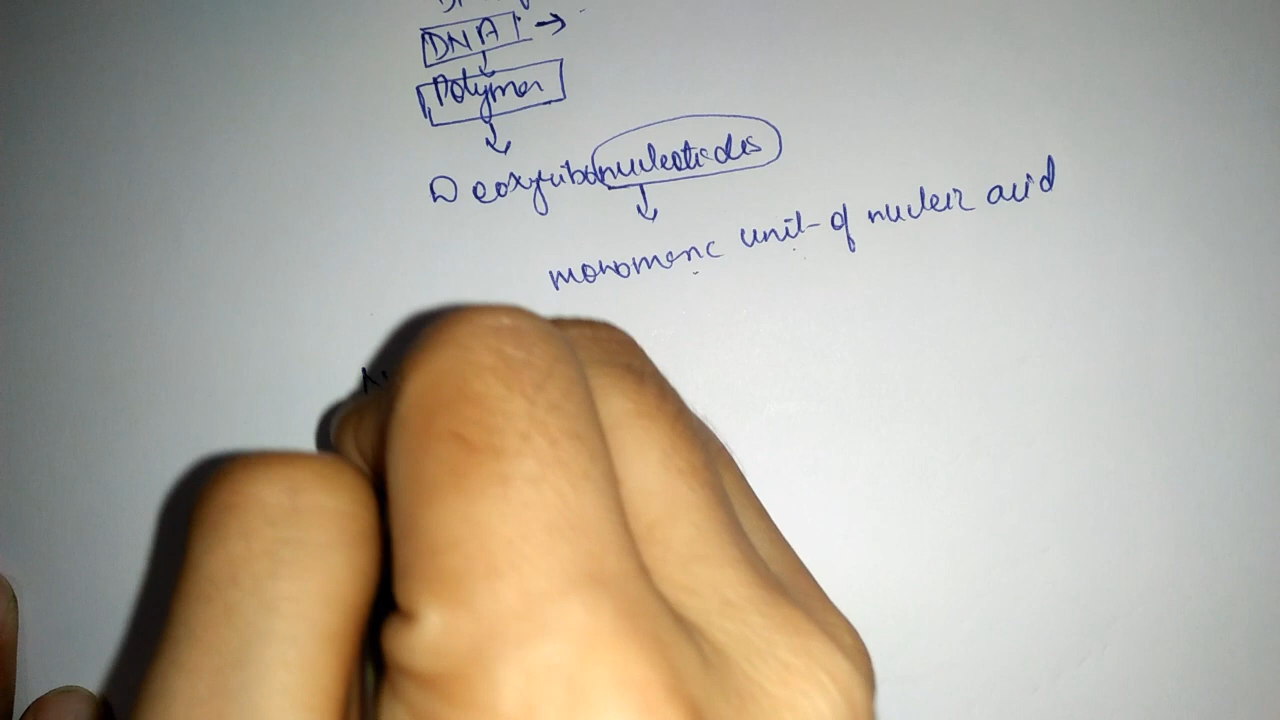 DNA →
Polymer
Deoxyribonucleotides
monomeric unit of nucleic acid